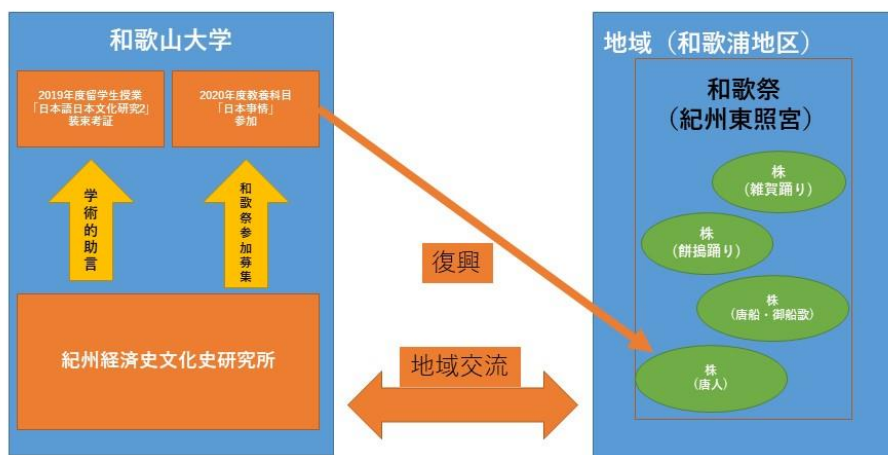 和歌山大学
2019年度留学生授業
「日本語日本文化研究2」
装束考証
2020年度教養科目
「日本事情」
参加
学術的助言
和歌祭参加募集
紀州経済史文化史研究所
復興
地域交流
地域（和歌浦地区）
和歌祭
（紀州東照宮）
株
(雑賀踊り)
株
(餅搗踊り)
株
(唐船・御船歌)
株
(唐人)